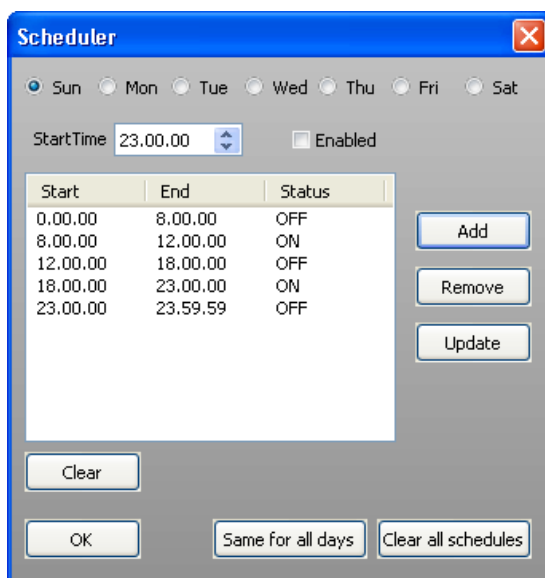 Scheduler
Sun Mon Tue Wed Thu Fri Sat
StartTime 23.00.00 Enabled
Start End Status
0.00.00 8.00.00 OFF
8.00.00 12.00.00 ON
12.00.00 18.00.00 OFF
18.00.00 23.00.00 ON
23.00.00 23.59.59 OFF
Add
Remove
Update
Clear
OK Same for all days Clear all schedules